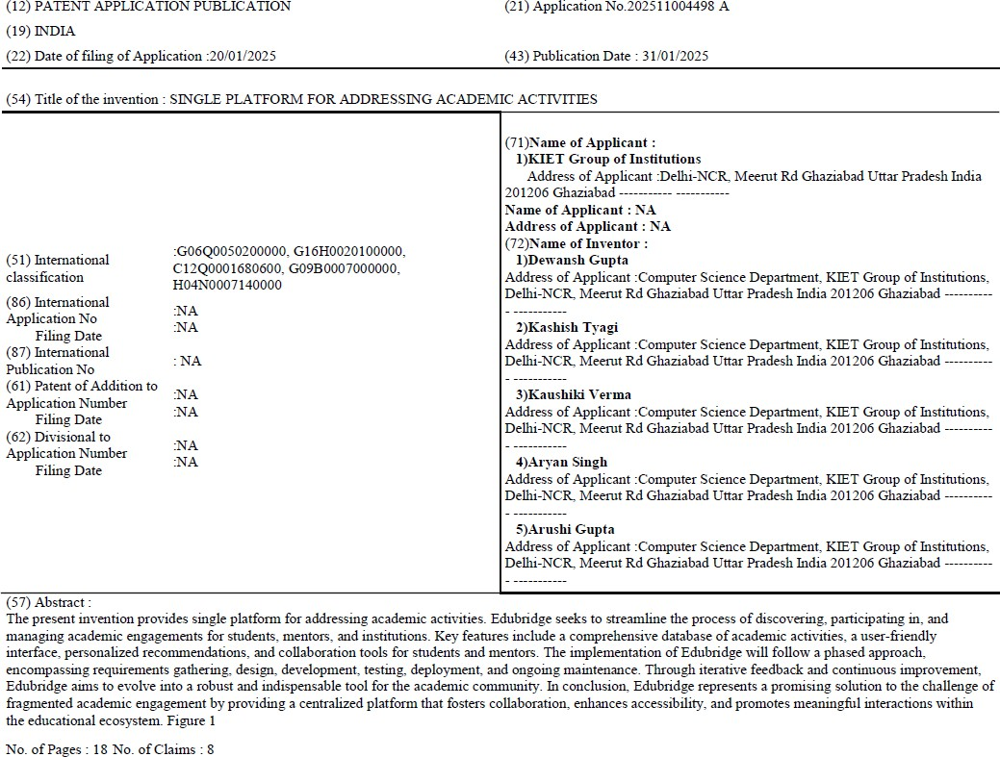 (12) PATENT APPLICATION PUBLICATION
(21) Application No.202511004498 A
(19) INDIA
(22) Date of filing of Application :20/01/2025
(43) Publication Date : 31/01/2025
(54) Title of the invention : SINGLE PLATFORM FOR ADDRESSING ACADEMIC ACTIVITIES
(51) International
classification
:G06Q0050200000, G16H0020100000,
C12Q0001680600, G09B0007000000,
H04N0007140000
(86) International
Application No
Filing Date
:NA
:NA
(87) International
Publication No
: NA
(61) Patent of Addition to
Application Number
Filing Date
:NA
:NA
(62) Divisional to
Application Number
Filing Date
:NA
:NA
(71)Name of Applicant :
1)KIET Group of Institutions
Address of Applicant :Delhi-NCR, Meerut Rd Ghaziabad Uttar Pradesh India
201206 Ghaziabad ----------- -----------
Name of Applicant : NA
Address of Applicant : NA
(72)Name of Inventor :
1)Dewansh Gupta
Address of Applicant :Computer Science Department, KIET Group of Institutions,
Delhi-NCR, Meerut Rd Ghaziabad Uttar Pradesh India 201206 Ghaziabad ----------
- -----------
2)Kashish Tyagi
Address of Applicant :Computer Science Department, KIET Group of Institutions,
Delhi-NCR, Meerut Rd Ghaziabad Uttar Pradesh India 201206 Ghaziabad ----------
- -----------
3)Kaushiki Verma
Address of Applicant :Computer Science Department, KIET Group of Institutions,
Delhi-NCR, Meerut Rd Ghaziabad Uttar Pradesh India 201206 Ghaziabad ----------
- -----------
4)Aryan Singh
Address of Applicant :Computer Science Department, KIET Group of Institutions,
Delhi-NCR, Meerut Rd Ghaziabad Uttar Pradesh India 201206 Ghaziabad ----------
- -----------
5)Arushi Gupta
Address of Applicant :Computer Science Department, KIET Group of Institutions,
Delhi-NCR, Meerut Rd Ghaziabad Uttar Pradesh India 201206 Ghaziabad ----------
- -----------
(57) Abstract :
The present invention provides single platform for addressing academic activities. Edubridge seeks to streamline the process of discovering, participating in, and
managing academic engagements for students, mentors, and institutions. Key features include a comprehensive database of academic activities, a user-friendly
interface, personalized recommendations, and collaboration tools for students and mentors. The implementation of Edubridge will follow a phased approach,
encompassing requirements gathering, design, development, testing, deployment, and ongoing maintenance. Through iterative feedback and continuous improvement,
Edubridge aims to evolve into a robust and indispensable tool for the academic community. In conclusion, Edubridge represents a promising solution to the challenge of
fragmented academic engagement by providing a centralized platform that fosters collaboration, enhances accessibility, and promotes meaningful interactions within
the educational ecosystem. Figure 1
No. of Pages : 18 No. of Claims : 8